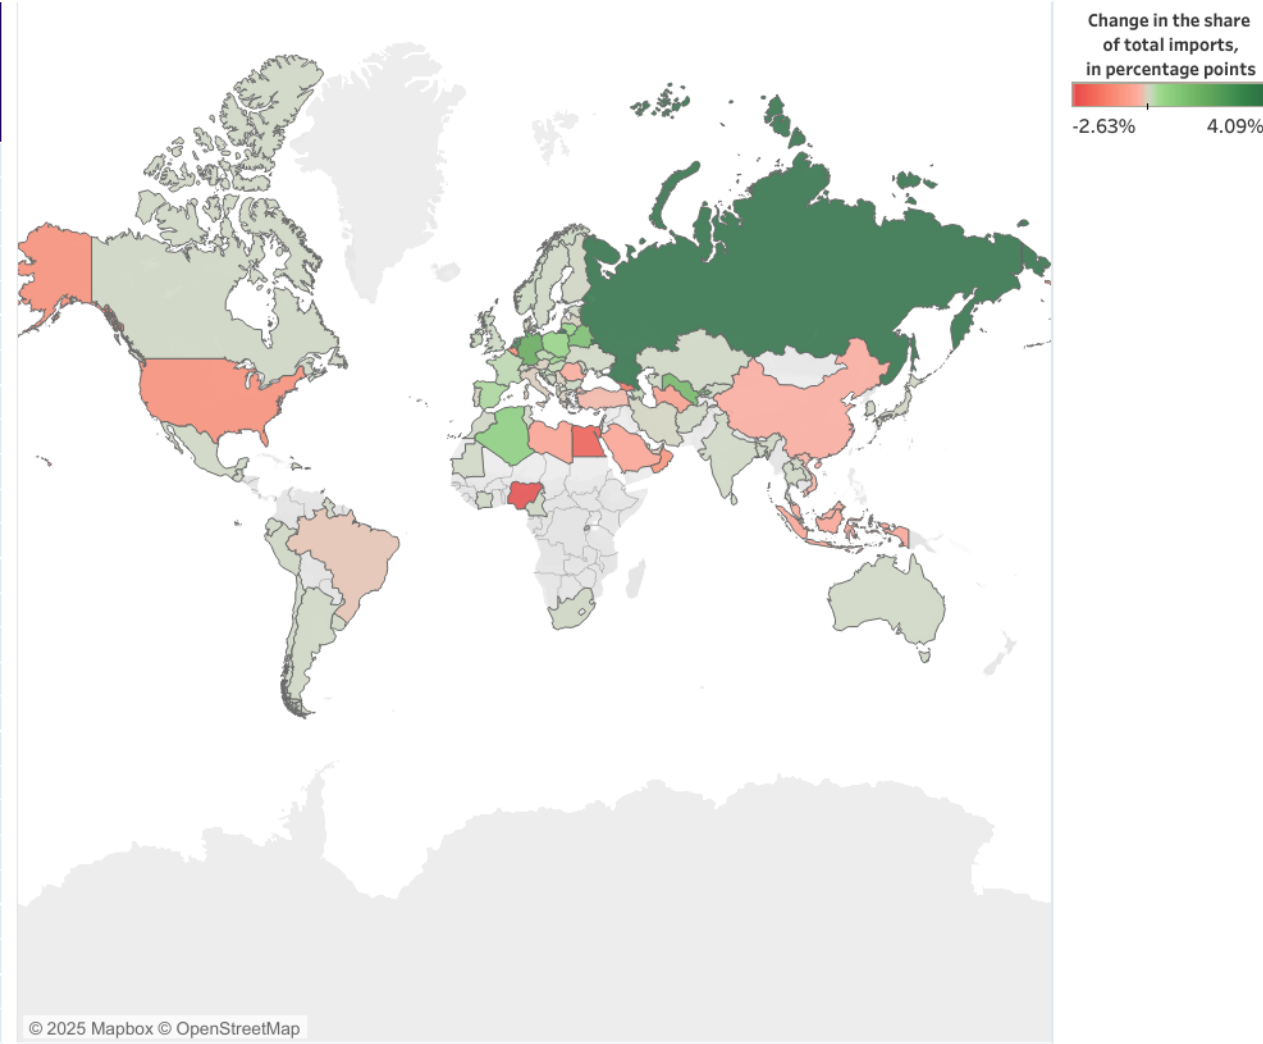 Change in the share
of total imports,
in percentage points
-2.63% 4.09%
© 2025 Mapbox © OpenStreetMap